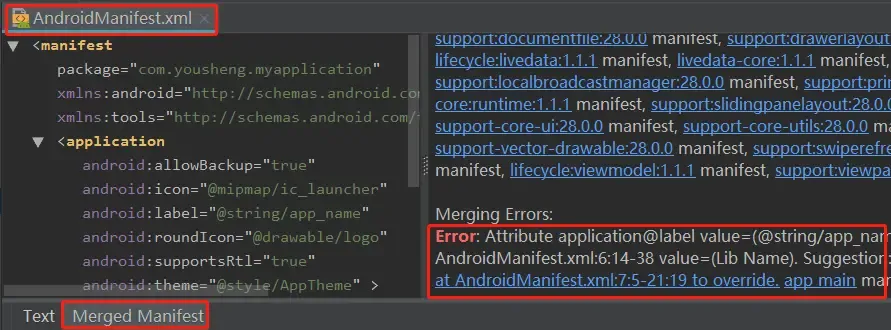 AndroidManifest.xml
<manifest
package="com.yousheng.myapplication"
xmlns:android="http://schemas.android.co
xmlns:tools="http://schemas.android.com/
<application
android:allowBackup="true"
android:icon="@mipmap/ic_launcher"
android:label="@string/app_name"
android:roundIcon="@drawable/logo"
android:supportsRtl="true"
android:theme="@style/AppTheme" >
support:documentfile:28.0.0 manifest, support:drawerlayout
lifecycle:livedata:1.1.1 manifest, livedata-core:1.1.1 manifest,
support:localbroadcastmanager:28.0.0 manifest, support:pri
core:runtime:1.1.1 manifest, support:slidingpanelayout:28.0
support-core-ui:28.0.0 manifest, support-core-utils:28.0.0 m
support-vector-drawable:28.0.0 manifest, support:swiperefr
manifest, lifecycle:viewmodel:1.1.1 manifest, support:viewpa
Merging Errors:
Error: Attribute application@label value=(@string/app_nam
AndroidManifest.xml:6:14-38 value=(Lib Name). Suggestion:
at AndroidManifest.xml:7:5-21:19 to override. app main man
Text
Merged Manifest